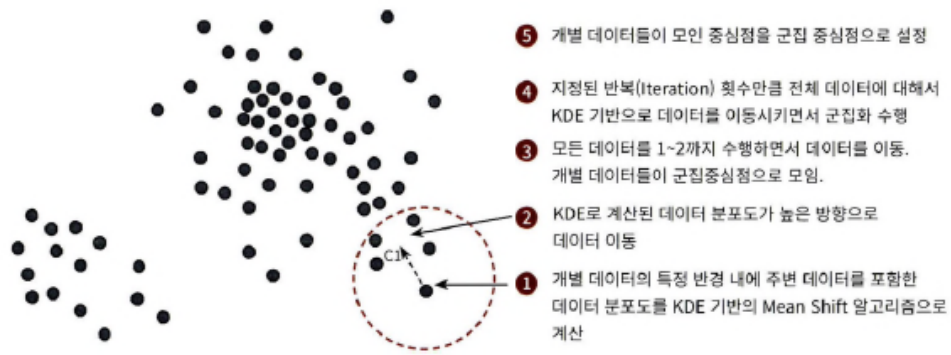 5 개별 데이터들이 모인 중심점을 군집 중심점으로 설정
4 지정된 반복(Iteration) 횟수만큼 전체 데이터에 대해서
KDE 기반으로 데이터를 이동시키면서 군집화 수행
3 모든 데이터를 1~2까지 수행하면서 데이터를 이동.
개별 데이터들이 군집중심점으로 모임.
2 KDE로 계산된 데이터 분포도가 높은 방향으로
데이터 이동
C1
1 개별 데이터의 특정 반경 내에 주변 데이터를 포함한
데이터 분포도를 KDE 기반의 Mean Shift 알고리즘으로
계산